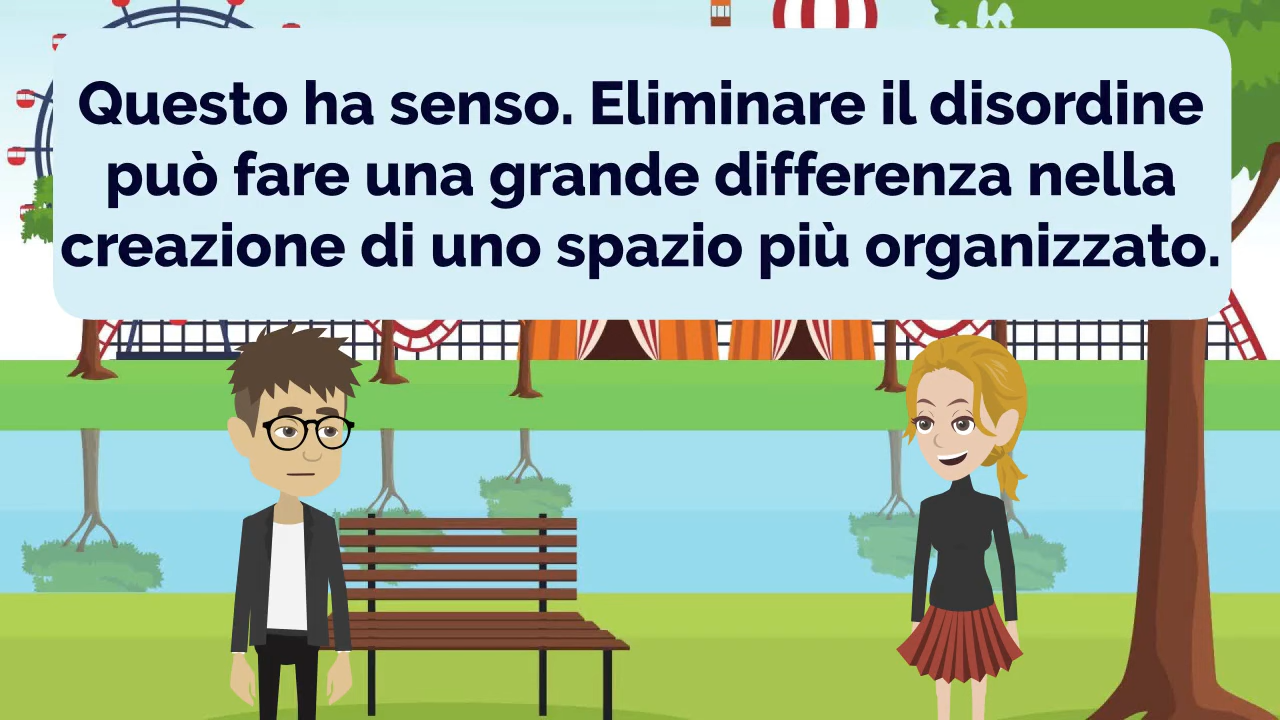 Questo ha senso. Eliminare il disordine
può fare una grande differenza nella
creazione di uno spazio più organizzato.